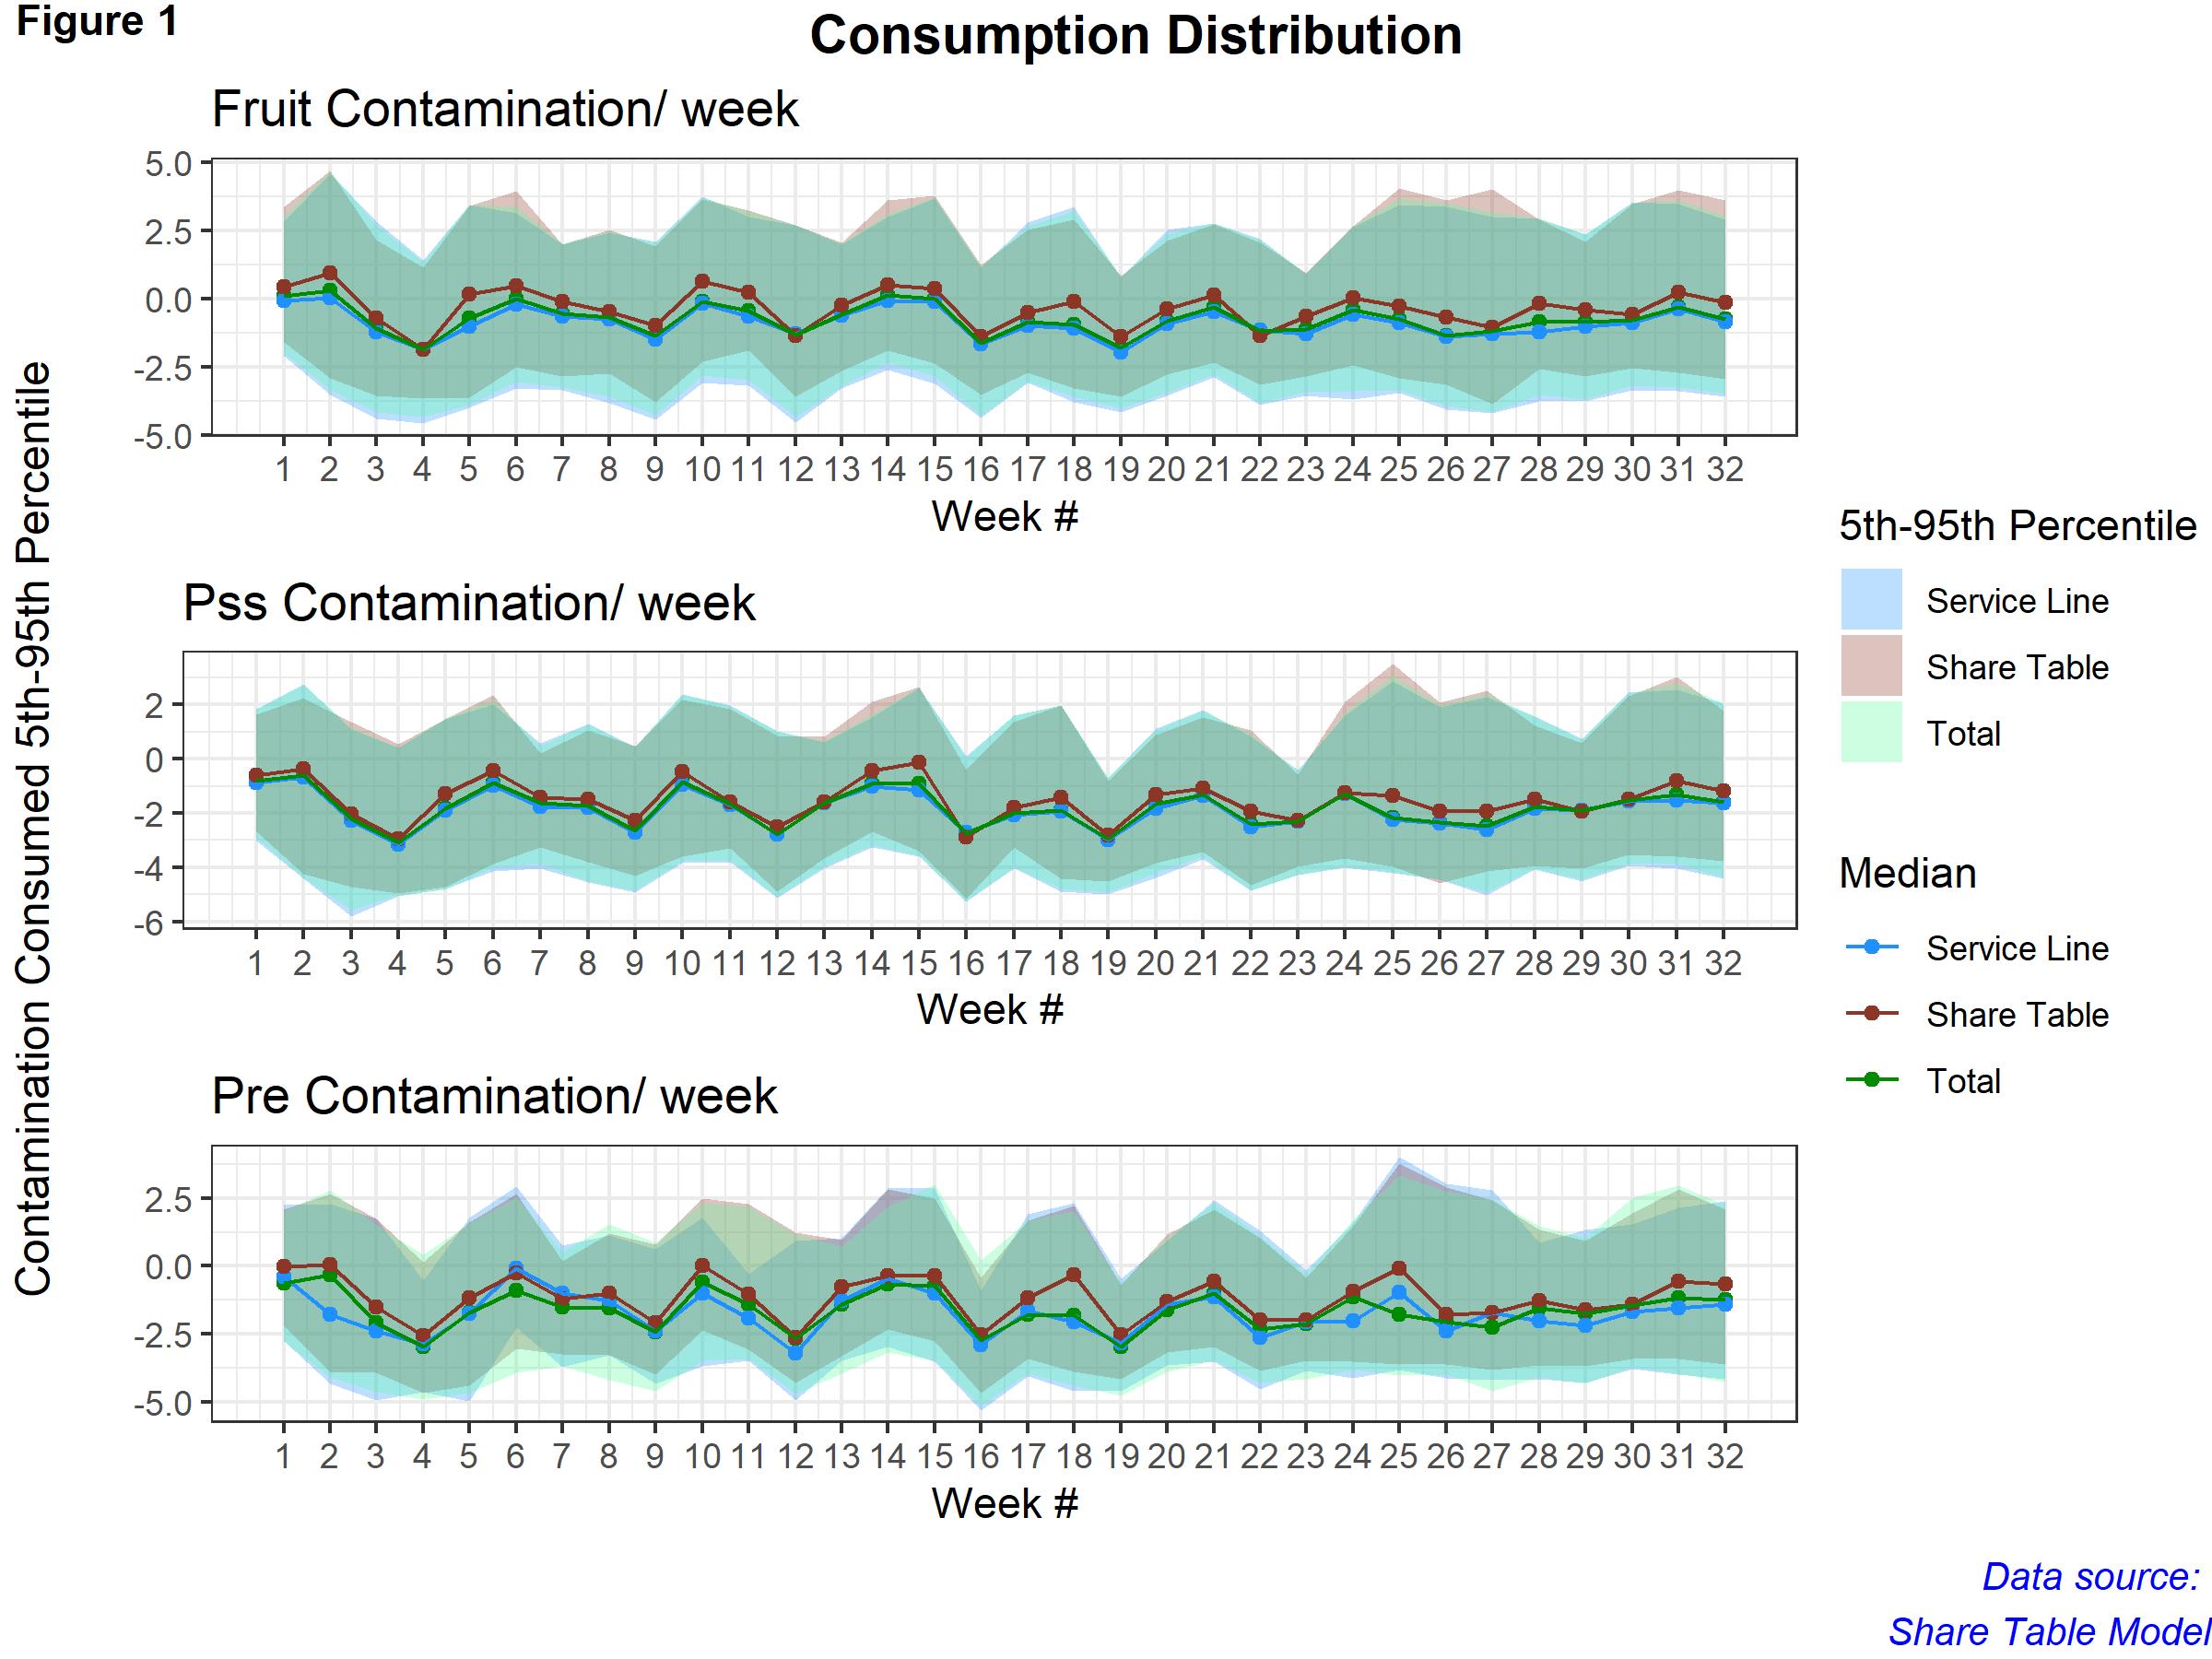 Figure 1
Consumption Distribution
Contamination Consumed 5th-95th Percentile
Fruit Contamination/ week
5.0
2.5
0.0
-2.5
-5.0
1 2 3 4 5 6 7 8 9 10 11 12 13 14 15 16 17 18 19 20 21 22 23 24 25 26 27 28 29 30 31 32
Week #
Pss Contamination/ week
2
0
-2
-4
-6
1 2 3 4 5 6 7 8 9 10 11 12 13 14 15 16 17 18 19 20 21 22 23 24 25 26 27 28 29 30 31 32
Week #
Pre Contamination/ week
2.5
0.0
-2.5
-5.0
1 2 3 4 5 6 7 8 9 10 11 12 13 14 15 16 17 18 19 20 21 22 23 24 25 26 27 28 29 30 31 32
Week #
5th-95th Percentile
Service Line
Share Table
Total
Median
Service Line
Share Table
Total
Data source:
Share Table Model